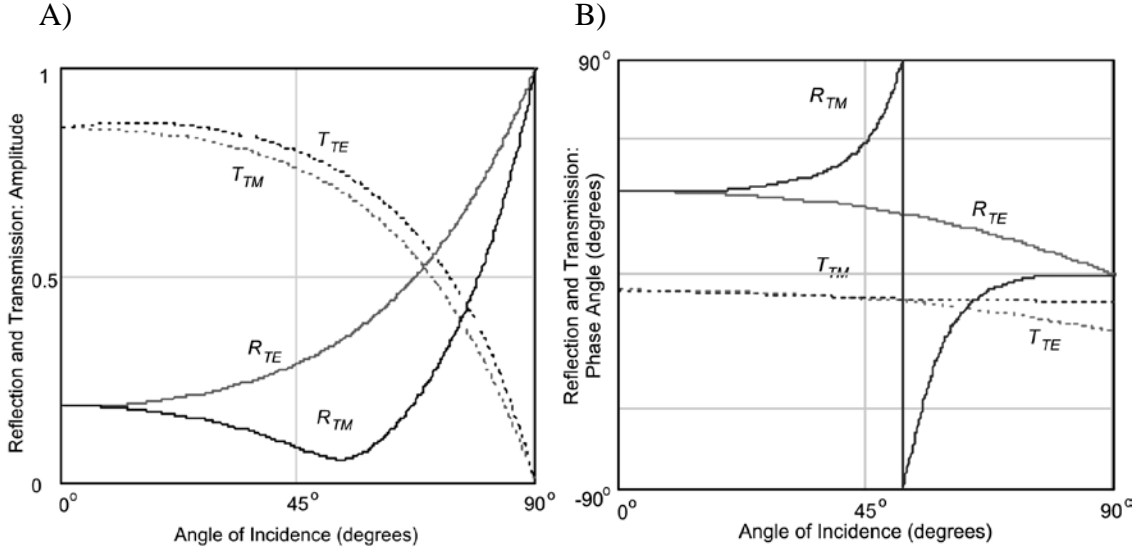 A)
Reflection and Transmission: Amplitude
1
0.5
0
T_TE
T_TM
R_TE
R_TM
0°
45°
90°
Angle of Incidence (degrees)
B)
Reflection and Transmission:
Phase Angle (degrees)
90°
-90°
R_TM
R_TE
T_TM
T_TE
0°
45°
90°
Angle of Incidence (degrees)